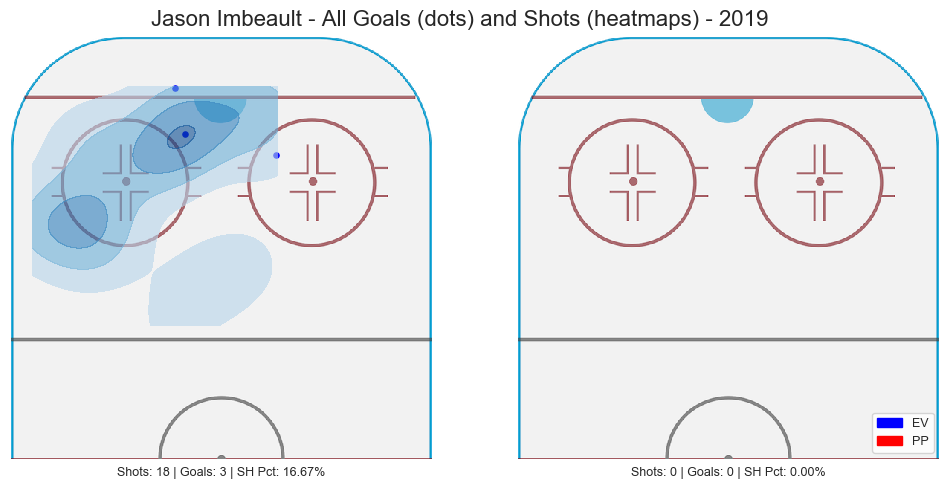 Jason Imbeault - All Goals (dots) and Shots (heatmaps) - 2019
EV
PP
Shots: 18 | Goals: 3 | SH Pct: 16.67%
Shots: 0 | Goals: 0 | SH Pct: 0.00%